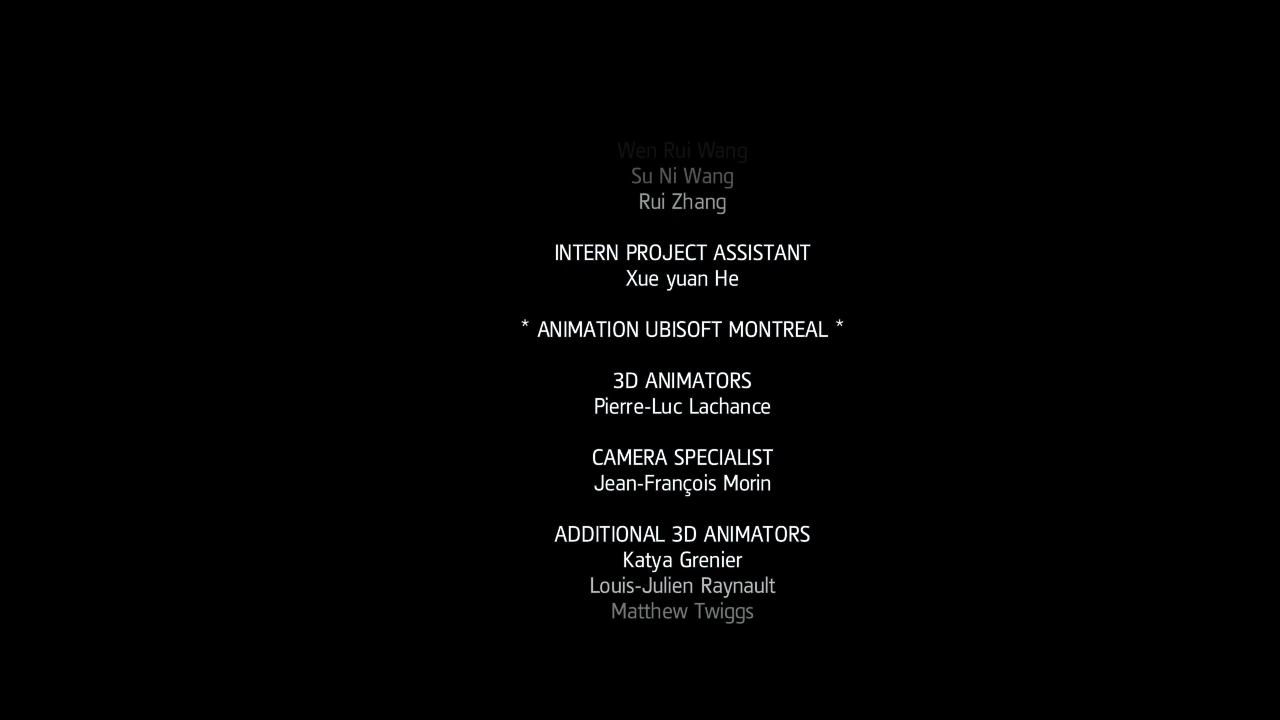 Wen Rui Wang
Su Ni Wang
Rui Zhang
INTERN PROJECT ASSISTANT
Xue yuan He
* ANIMATION UBISOFT MONTREAL *
3D ANIMATORS
Pierre-Luc Lachance
CAMERA SPECIALIST
Jean-François Morin
ADDITIONAL 3D ANIMATORS
Katya Grenier
Louis-Julien Raynault
Matthew Twiggs